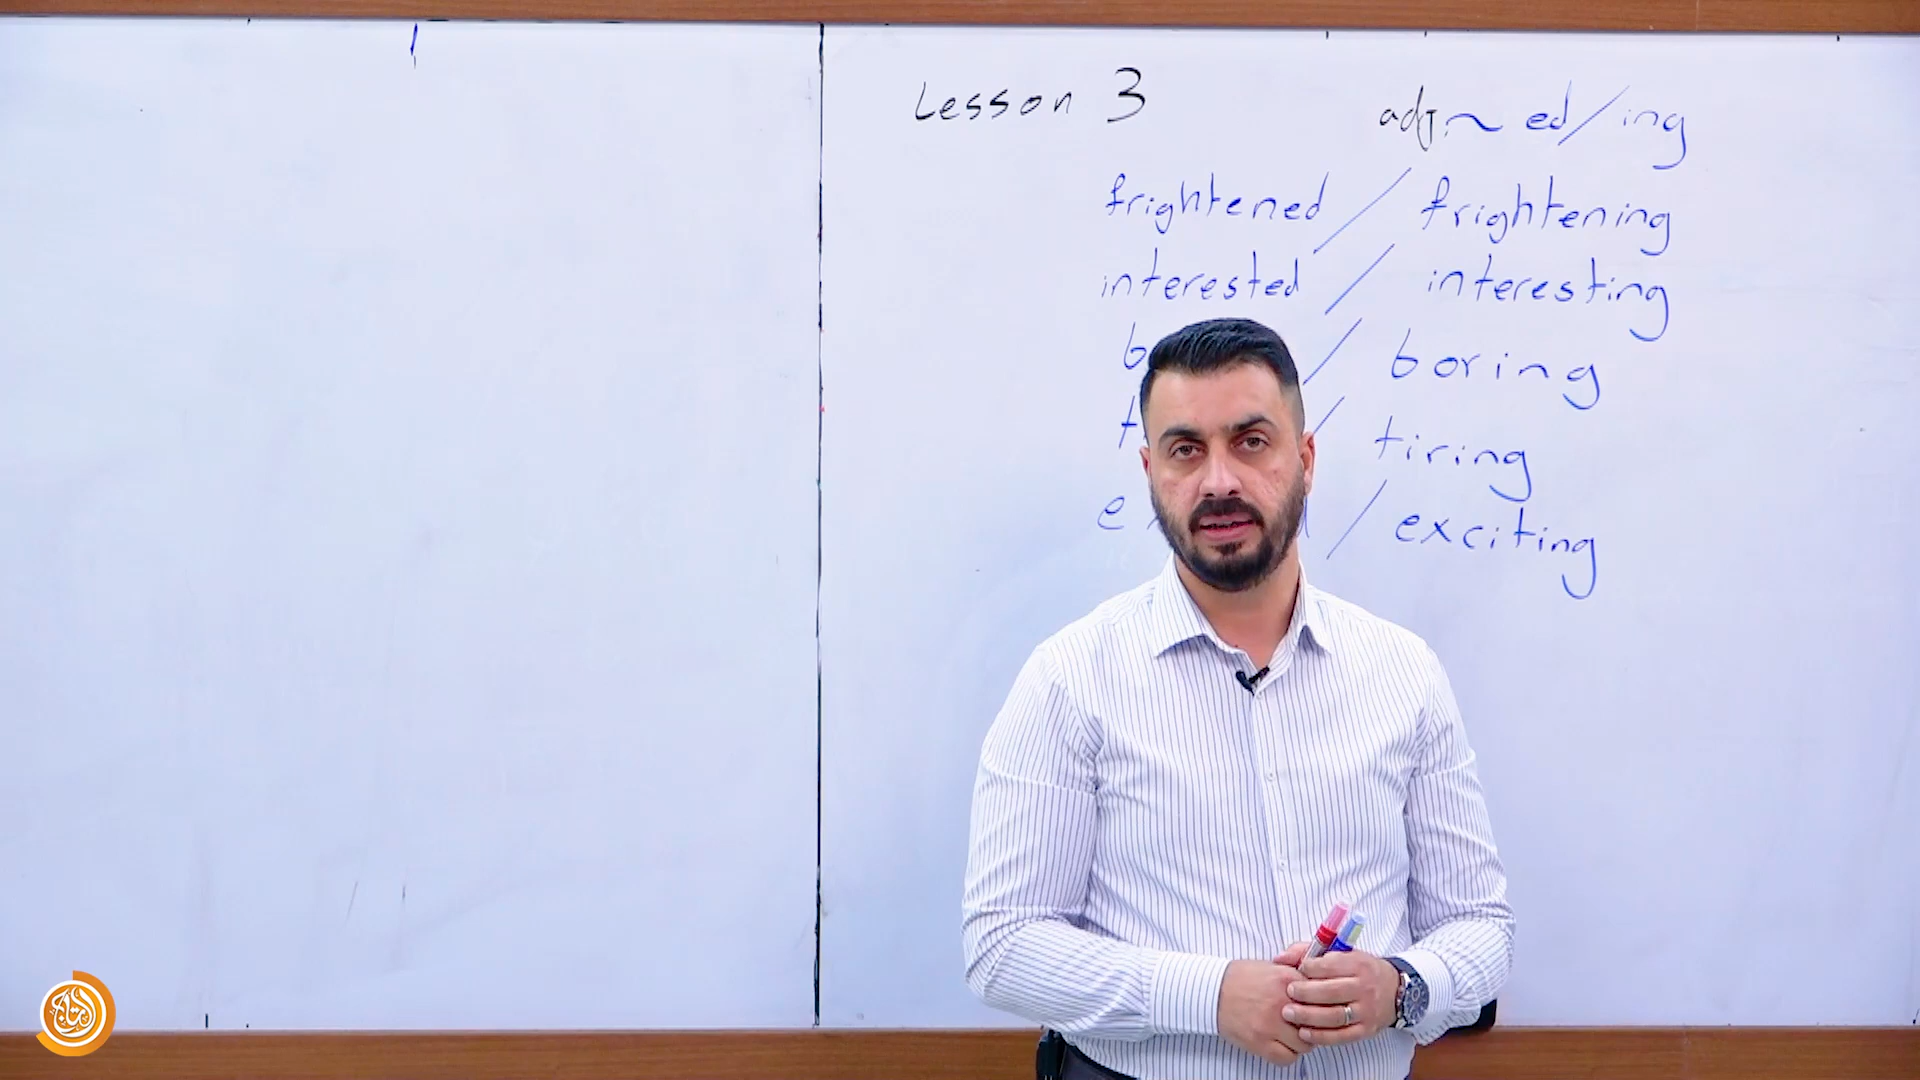 Lesson 3
adj. ~ ed/ing
frightened / frightening
interested / interesting
/ boring
/ tiring
/ exciting